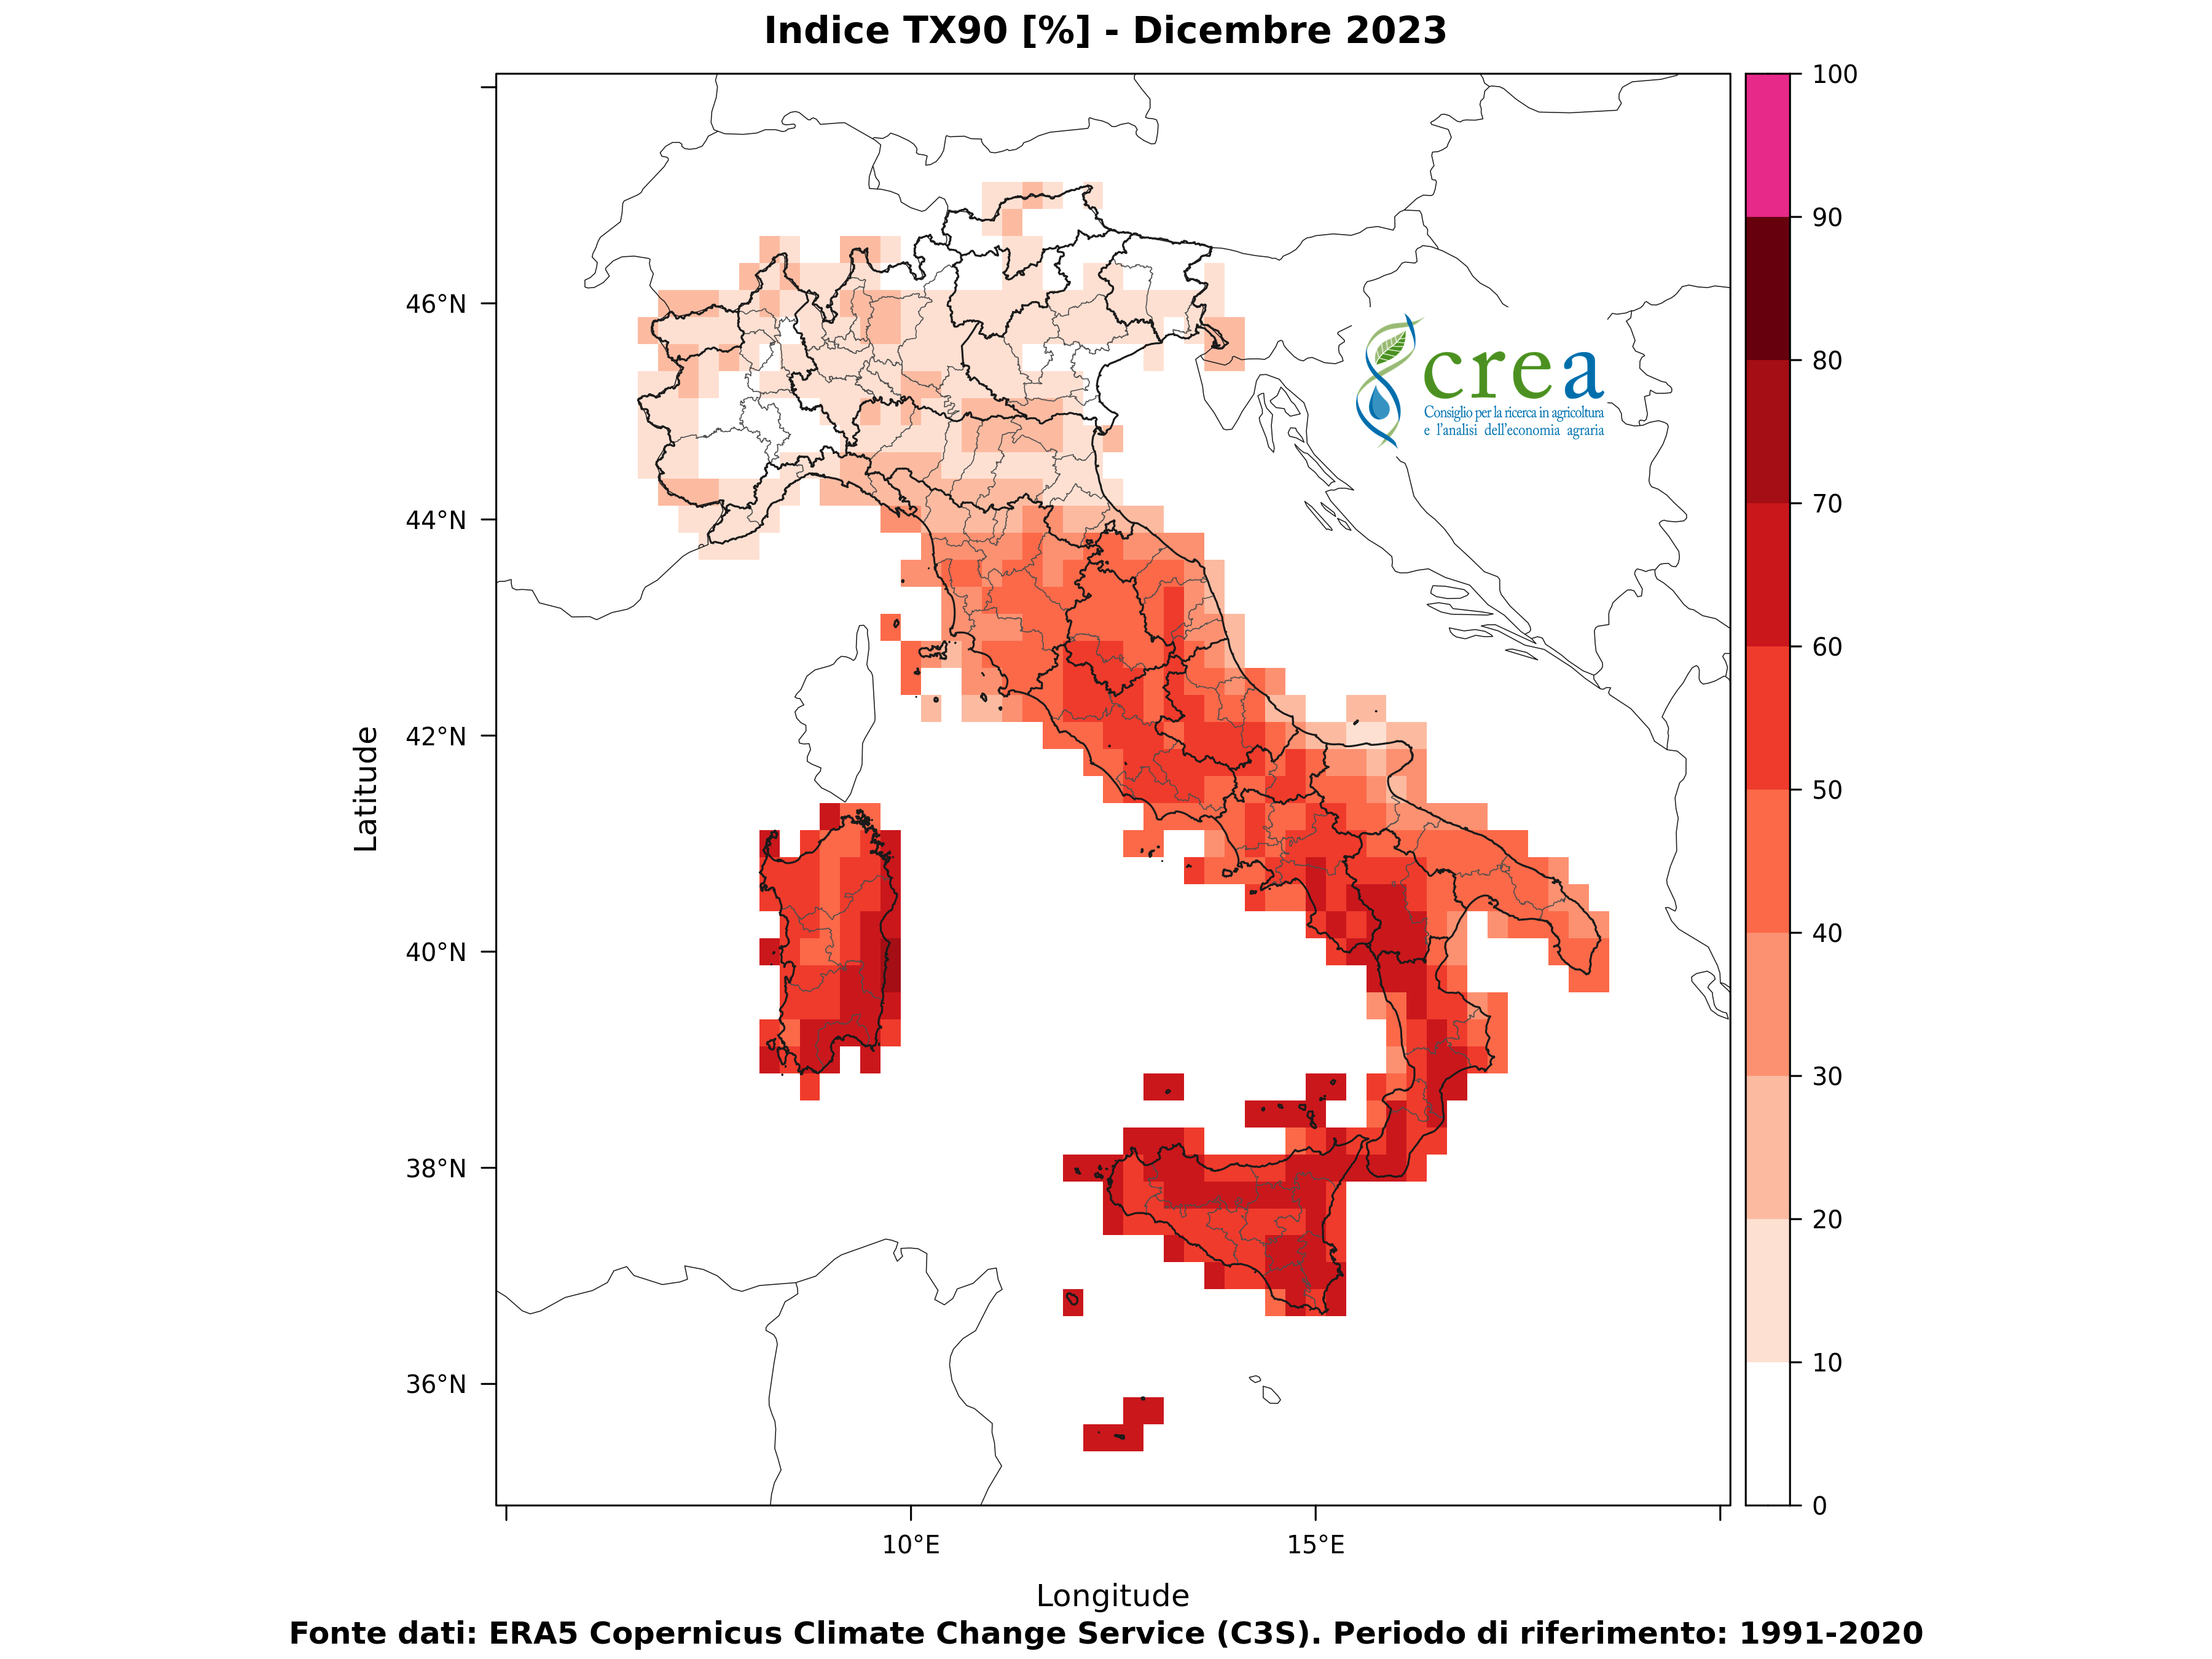 Indice TX90 [%] - Dicembre 2023
100
90
80
70
60
50
40
30
20
10
0
46°N
44°N
42°N
40°N
38°N
36°N
Latitude
crea
Consiglio per la ricerca in agricoltura
e l'analisi dell'economia agraria
10°E
15°E
Longitude
Fonte dati: ERA5 Copernicus Climate Change Service (C3S). Periodo di riferimento: 1991-2020